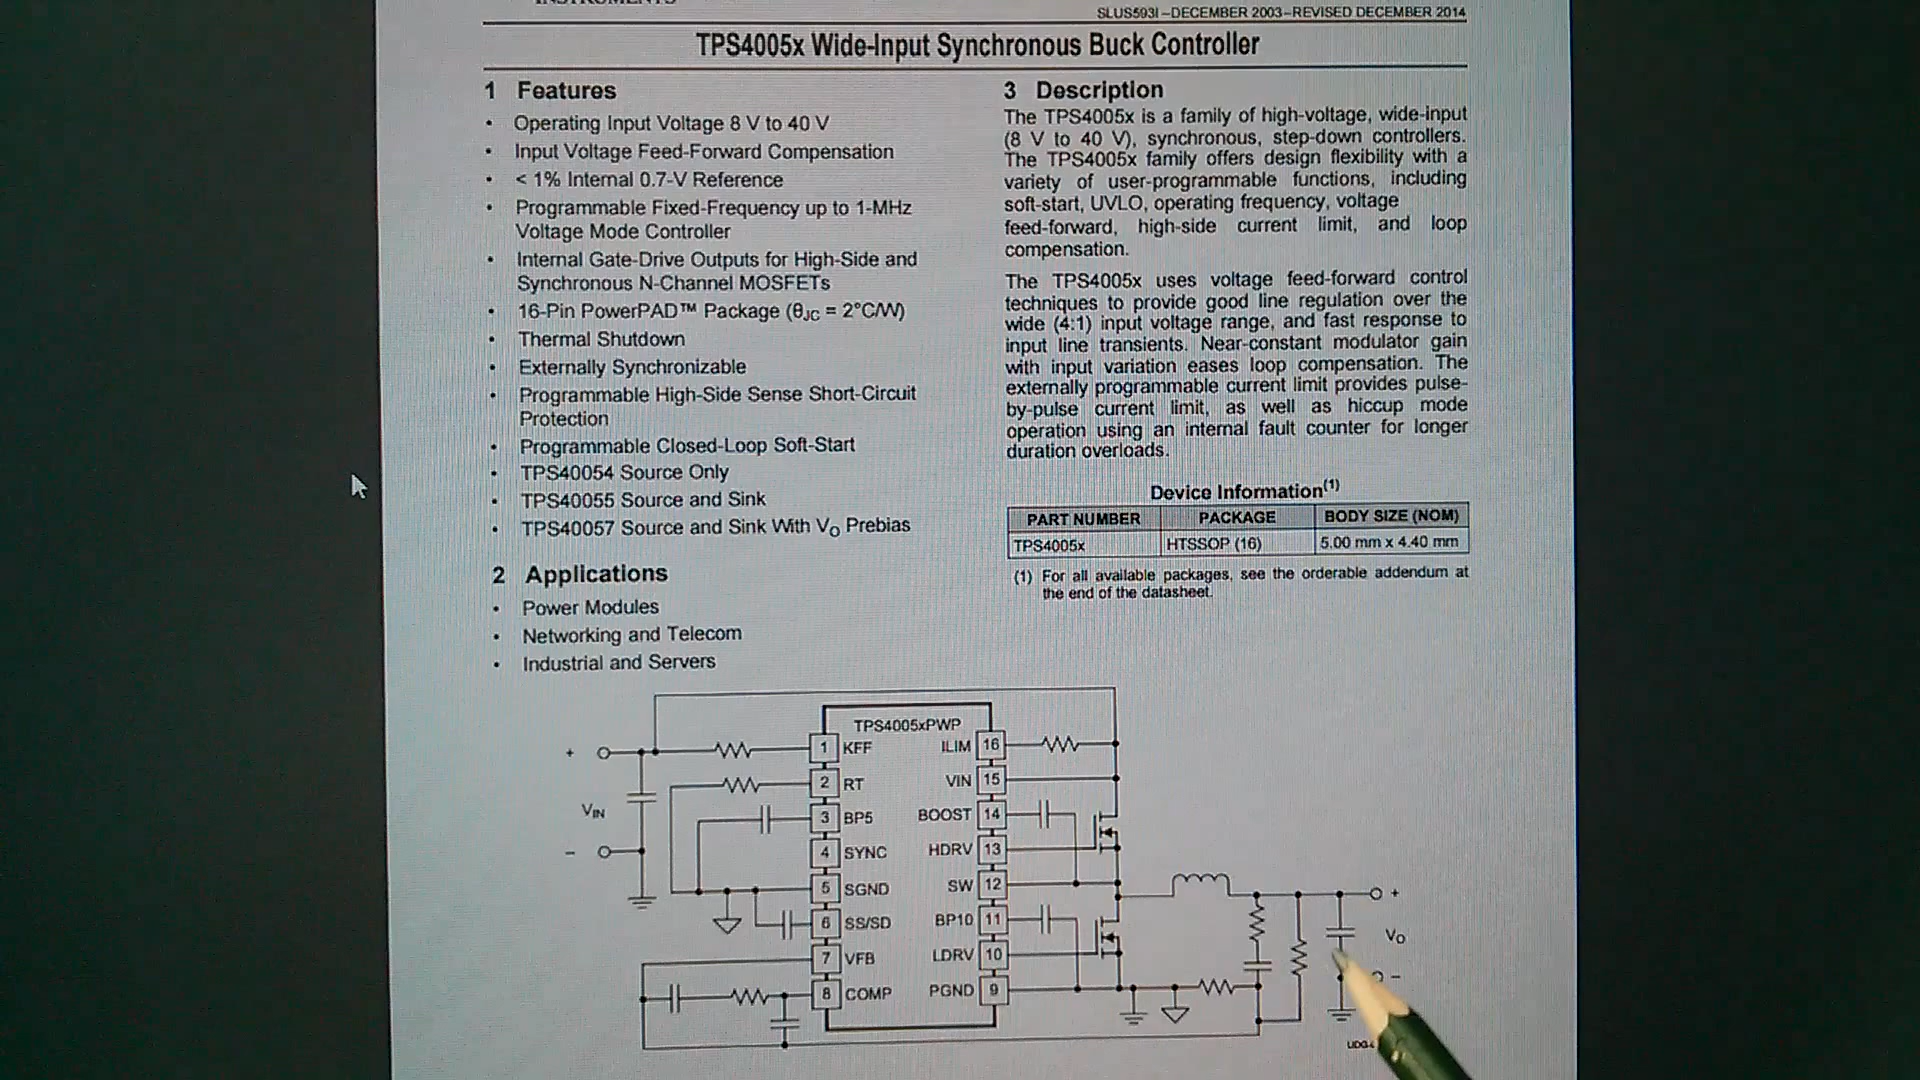 SLUS593I –DECEMBER 2003–REVISED DECEMBER 2014
TPS4005x Wide-Input Synchronous Buck Controller
1 Features
• Operating Input Voltage 8 V to 40 V
• Input Voltage Feed-Forward Compensation
• < 1% Internal 0.7-V Reference
• Programmable Fixed-Frequency up to 1-MHz
Voltage Mode Controller
• Internal Gate-Drive Outputs for High-Side and
Synchronous N-Channel MOSFETs
• 16-Pin PowerPAD™ Package (θJC = 2°C/W)
• Thermal Shutdown
• Externally Synchronizable
• Programmable High-Side Sense Short-Circuit
Protection
• Programmable Closed-Loop Soft-Start
• TPS40054 Source Only
• TPS40055 Source and Sink
• TPS40057 Source and Sink With VO Prebias
2 Applications
• Power Modules
• Networking and Telecom
• Industrial and Servers
3 Description
The TPS4005x is a family of high-voltage, wide-input
(8 V to 40 V), synchronous, step-down controllers.
The TPS4005x family offers design flexibility with a
variety of user-programmable functions, including
soft-start, UVLO, operating frequency, voltage
feed-forward, high-side current limit, and loop
compensation.
The TPS4005x uses voltage feed-forward control
techniques to provide good line regulation over the
wide (4:1) input voltage range, and fast response to
input line transients. Near-constant modulator gain
with input variation eases loop compensation. The
externally programmable current limit provides pulse-
by-pulse current limit, as well as hiccup mode
operation using an internal fault counter for longer
duration overloads.
Device Information(1)
PART NUMBER PACKAGE BODY SIZE (NOM)
TPS4005x HTSSOP (16) 5.00 mm x 4.40 mm
(1) For all available packages, see the orderable addendum at
the end of the datasheet.
TPS4005xPWP
+ 1 KFF ILIM 16
2 RT VIN 15
VIN 3 BP5 BOOST 14
– 4 SYNC HDRV 13
5 SGND SW 12 +
6 SS/SD BP10 11 VO
7 VFB LDRV 10 –
8 COMP PGND 9